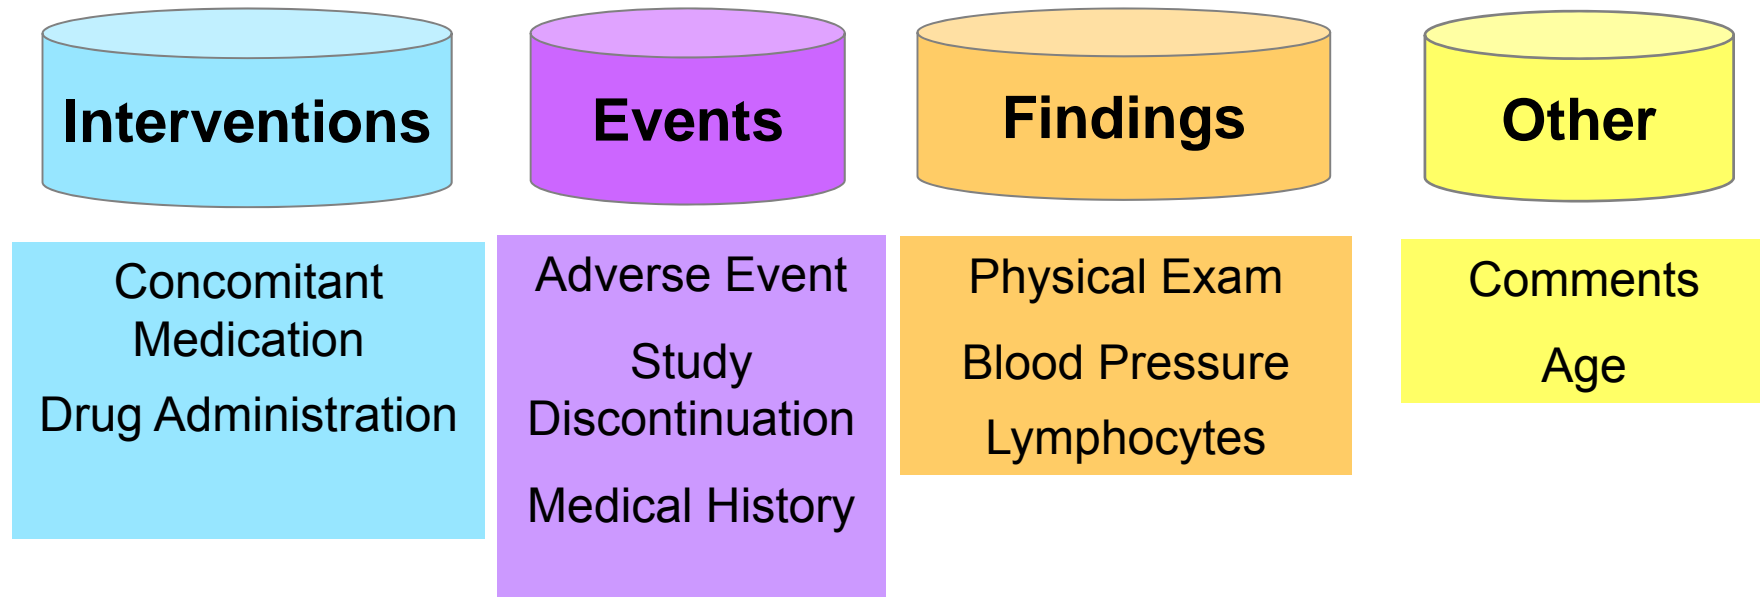 Interventions
Events
Findings
Other
Concomitant
Medication
Drug Administration
Adverse Event
Study
Discontinuation
Medical History
Physical Exam
Blood Pressure
Lymphocytes
Comments
Age